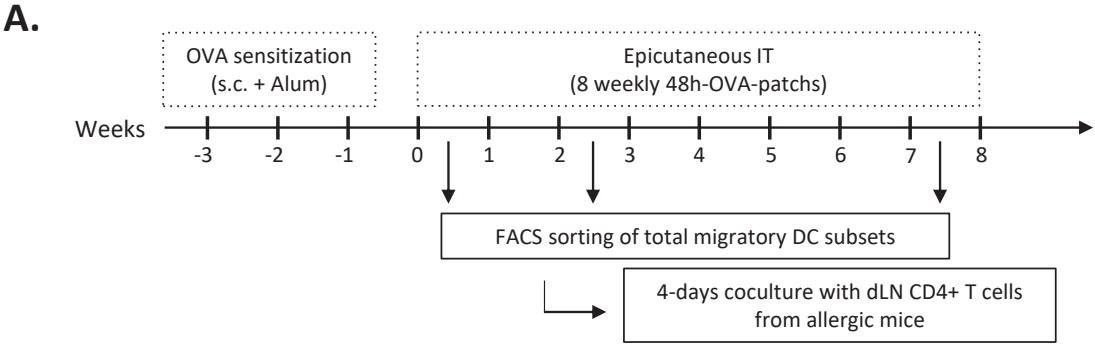 A.
OVA sensitization
(s.c. + Alum)
Epicutaneous IT
(8 weekly 48h-OVA-patchs)
Weeks
-3 -2 -1 0 1 2 3 4 5 6 7 8
FACS sorting of total migratory DC subsets
4-days coculture with dLN CD4+ T cells
from allergic mice